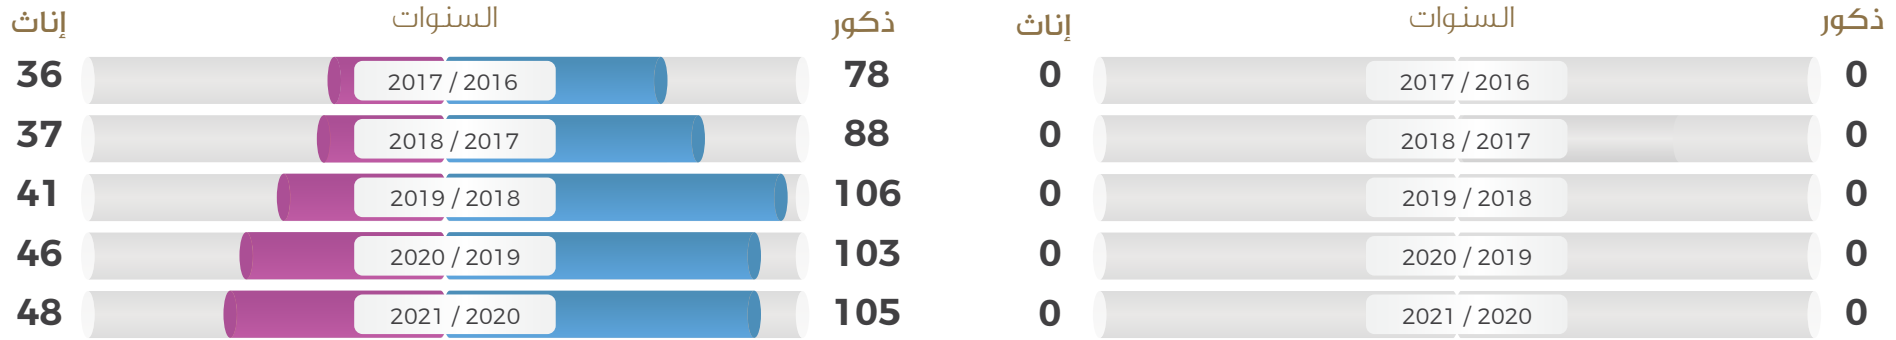 ذكور السنوات إناث
0 2017 / 2016 0
0 2018 / 2017 0
0 2019 / 2018 0
0 2020 / 2019 0
0 2021 / 2020 0
ذكور السنوات إناث
78 2017 / 2016 36
88 2018 / 2017 37
106 2019 / 2018 41
103 2020 / 2019 46
105 2021 / 2020 48